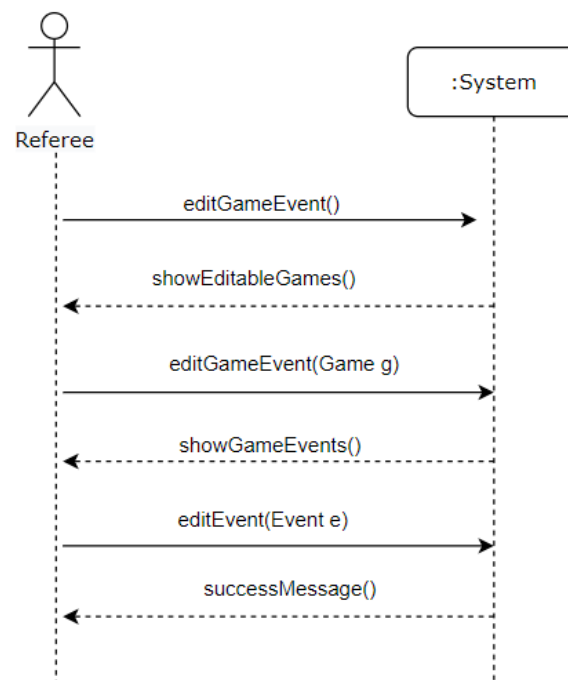 :System
Referee
editGameEvent()
showEditableGames()
editGameEvent(Game g)
showGameEvents()
editEvent(Event e)
successMessage()